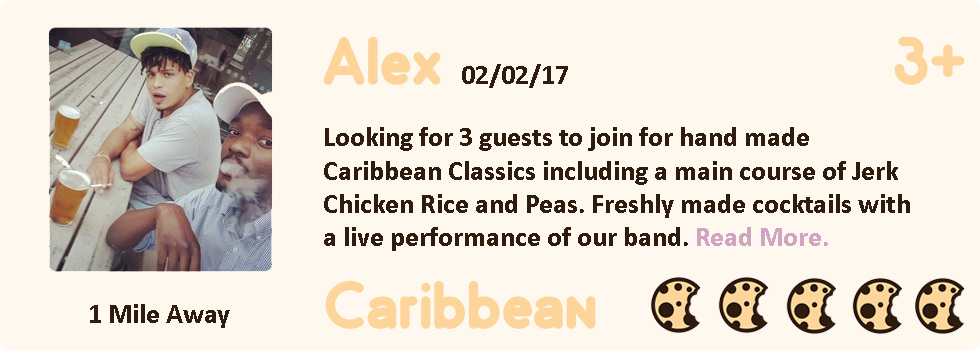 Alex 02/02/17 3+
Looking for 3 guests to join for hand made
Caribbean Classics including a main course of Jerk
Chicken Rice and Peas. Freshly made cocktails with
a live performance of our band. Read More.
1 Mile Away
Caribbean